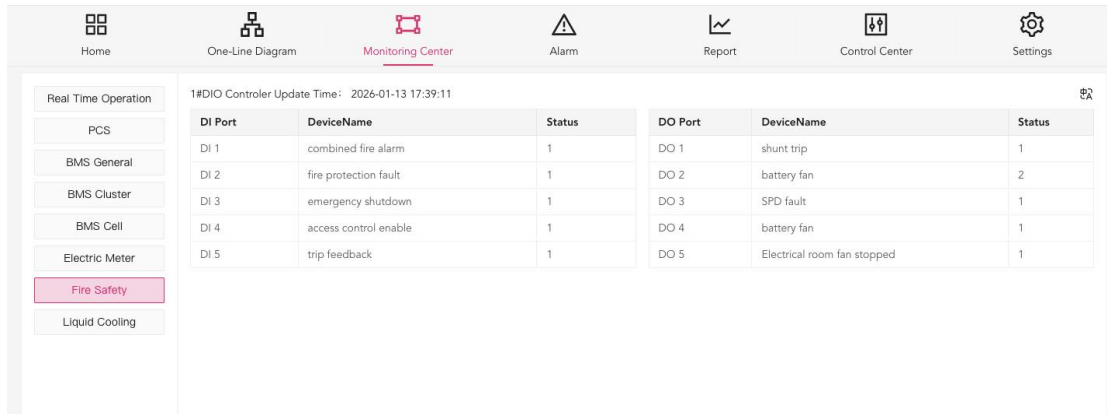 Home One-Line Diagram Monitoring Center Alarm Report Control Center Settings
Real Time Operation
PCS
BMS General
BMS Cluster
BMS Cell
Electric Meter
Fire Safety
Liquid Cooling
1#DIO Controler Update Time: 2026-01-13 17:39:11
DI Port DeviceName Status
DI 1 combined fire alarm 1
DI 2 fire protection fault 1
DI 3 emergency shutdown 1
DI 4 access control enable 1
DI 5 trip feedback 1
DO Port DeviceName Status
DO 1 shunt trip 1
DO 2 battery fan 2
DO 3 SPD fault 1
DO 4 battery fan 1
DO 5 Electrical room fan stopped 1